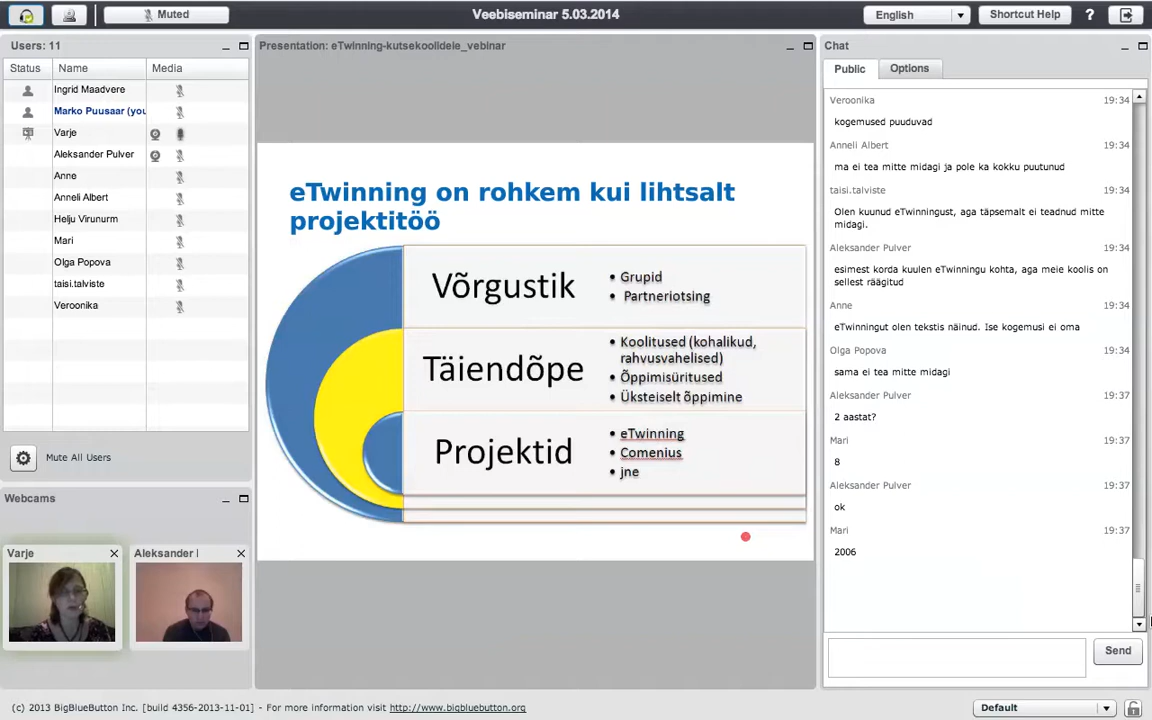 Muted
Veebiseminar 5.03.2014
English
Shortcut Help
?
Users: 11
Status Name Media
Ingrid Maadvere
Marko Puusaar (you
Varje
Aleksander Pulver
Anne
Anneli Albert
Helju Virunurm
Mari
Olga Popova
taisi.talviste
Veroonika
Mute All Users
Webcams
Varje
Aleksander
Presentation: eTwinning-kutsekoolidele_vebinar
eTwinning on rohkem kui lihtsalt
projektitöö
Võrgustik
• Grupid
• Partneriotsing
Täiendõpe
• Koolitused (kohalikud,
rahvusvahelised)
• Õppimisüritused
• Üksteiselt õppimine
Projektid
• eTwinning
• Comenius
• jne
Chat
Public Options
Veroonika 19:34
kogemused puuduvad
Anneli Albert 19:34
ma ei tea mitte midagi ja pole ka kokku puutunud
taisi.talviste 19:34
Olen kuunud eTwinningust, aga täpsemalt ei teadnud mitte
midagi.
Aleksander Pulver 19:34
esimest korda kuulen eTwinningu kohta, aga meie koolis on
sellest räägitud
Anne 19:34
eTwinningut olen tekstis näinud. Ise kogemusi ei oma
Olga Popova 19:34
sama ei tea mitte midagi
Aleksander Pulver 19:37
2 aastat?
Mari 19:37
8
Aleksander Pulver 19:37
ok
Mari 19:37
2006
Send
(c) 2013 BigBlueButton Inc. [build 4356-2013-11-01] - For more information visit http://www.bigbluebutton.org
Default